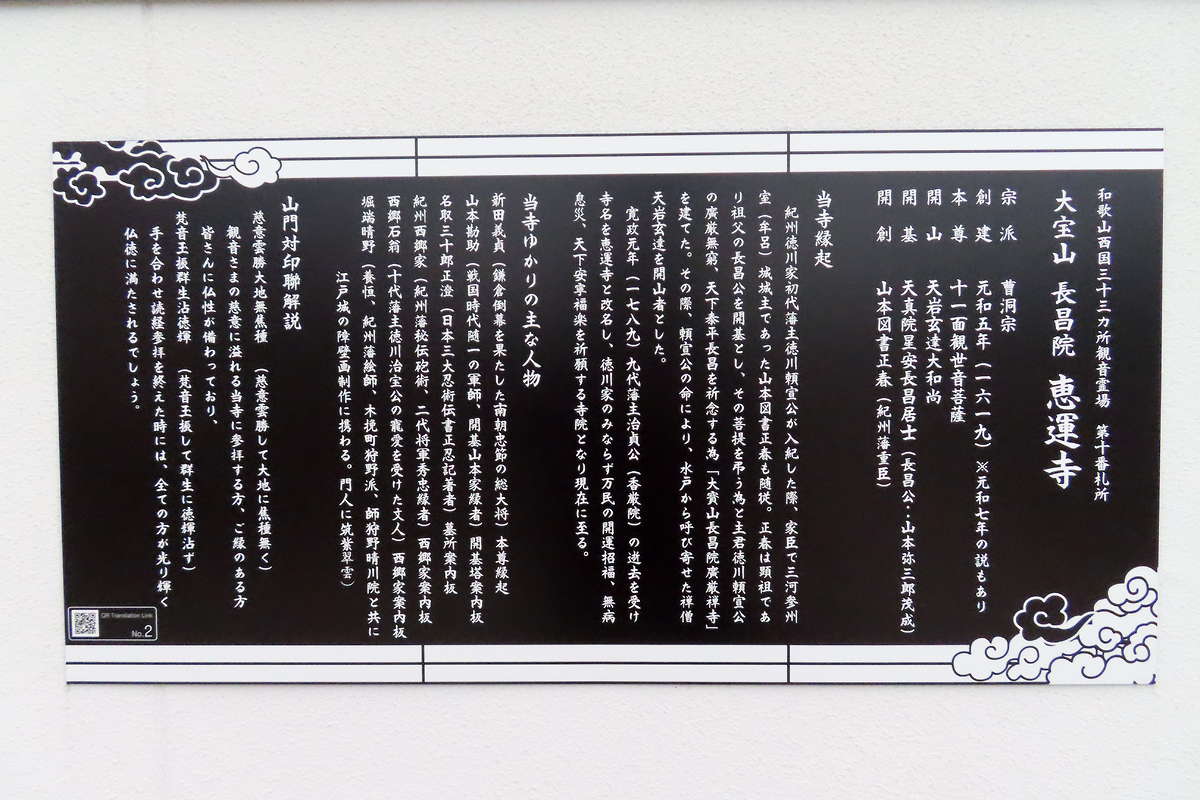 和歌山西国三十三カ所観音霊場　第十番札所
大宝山　長昌院　恵運寺
宗派　曹洞宗
創建　元和五年（一六一九）※元和七年の説もあり
本尊　十一面観世音菩薩
開山　天岩玄達大和尚
開基　天真院星安長昌居士（長昌公：山本弥三郎茂成）
開創　山本図書正春（紀州藩重臣）
当寺縁起
紀州徳川家初代藩主徳川頼宣公が入紀した際、家臣で三河参州
室（牟呂）城城主であった山本図書正春も随従。正春は顕祖であ
り祖父の長昌公を開基とし、その菩提を弔う為と主君徳川頼宣公
の廣厳無窮、天下泰平長昌を祈念する為「大寳山長昌院廣厳禅寺」
を建てた。その際、頼宣公の命により、水戸から呼び寄せた禅僧
天岩玄達を開山者とした。
寛政元年（一七八九）九代藩主治貞公（香厳院）の逝去を受け
寺名を恵運寺と改名し、徳川家のみならず万民の開運招福、無病
息災、天下安寧福楽を祈願する寺院となり現在に至る。
当寺ゆかりの主な人物
新田義貞（鎌倉倒幕を果たした南朝忠節の総大将）本尊縁起
山本勘助（戦国時代随一の軍師、開基山本家縁者）開基塔案内板
名取三十郎正澄（日本三大忍術伝書正忍記著者）墓所案内板
紀州西郷家（紀州藩秘伝砲術、二代将軍秀忠縁者）西郷家案内板
西郷石翁（十代藩主徳川治宝公の寵愛を受けた文人）西郷家案内板
堀端晴野（養恒、紀州藩絵師、木挽町狩野派、師狩野晴川院と共に
江戸城の障壁画制作に携わる。門人に筑紫翠雲）
山門対印聯解説
慈意雲勝大地無焦種　（慈意雲勝して大地に焦種無く）
観音さまの慈意に溢れる当寺に参拝する方、ご縁のある方
皆さんに仏性が備わっており、
梵音玉振群生沾徳輝　（梵音玉振して群生に徳輝沾す）
手を合わせ読経参拝を終えた時には、全ての方が光り輝く
仏徳に満たされるでしょう。
QR Translation Link
No.2